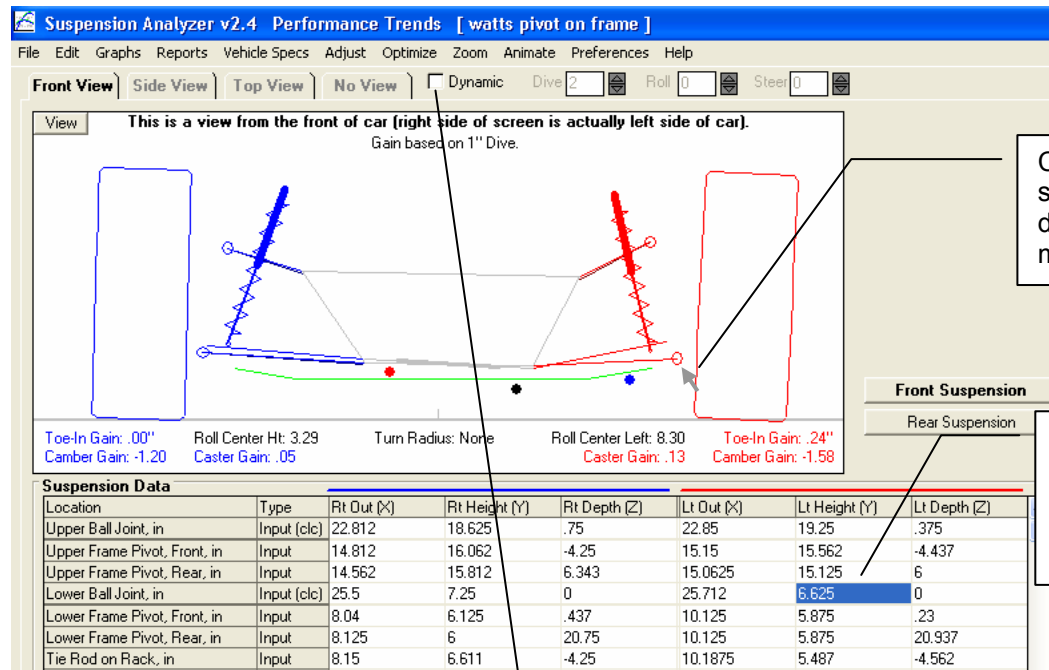 Suspension Analyzer v2.4 Performance Trends [ watts pivot on frame ]
File Edit Graphs Reports Vehicle Specs Adjust Optimize Zoom Animate Preferences Help
Front View Side View Top View No View Dynamic Dive 2 Roll 0 Steer 0
View This is a view from the front of car (right side of screen is actually left side of car).
Gain based on 1" Dive.
Front Suspension
Rear Suspension
Toe-In Gain: .00" Roll Center Ht: 3.29 Turn Radius: None Roll Center Left: 8.30 Toe-In Gain: .24"
Camber Gain: -1.20 Caster Gain: .05 Caster Gain: .13 Camber Gain: -1.58
Suspension Data
Location Type Rt Out (X) Rt Height (Y) Rt Depth (Z) Lt Out (X) Lt Height (Y) Lt Depth (Z)
Upper Ball Joint, in Input (clc) 22.812 18.625 .75 22.85 19.25 .375
Upper Frame Pivot, Front, in Input 14.812 16.062 -4.25 15.15 15.562 -4.437
Upper Frame Pivot, Rear, in Input 14.562 15.812 6.343 15.0625 15.125 6
Lower Ball Joint, in Input (clc) 25.5 7.25 0 25.712 6.625 0
Lower Frame Pivot, Front, in Input 8.04 6.125 .437 10.125 5.875 .23
Lower Frame Pivot, Rear, in Input 8.125 6 20.75 10.125 5.875 20.937
Tie Rod on Rack, in Input 8.15 6.611 -4.25 10.1875 5.487 -4.562